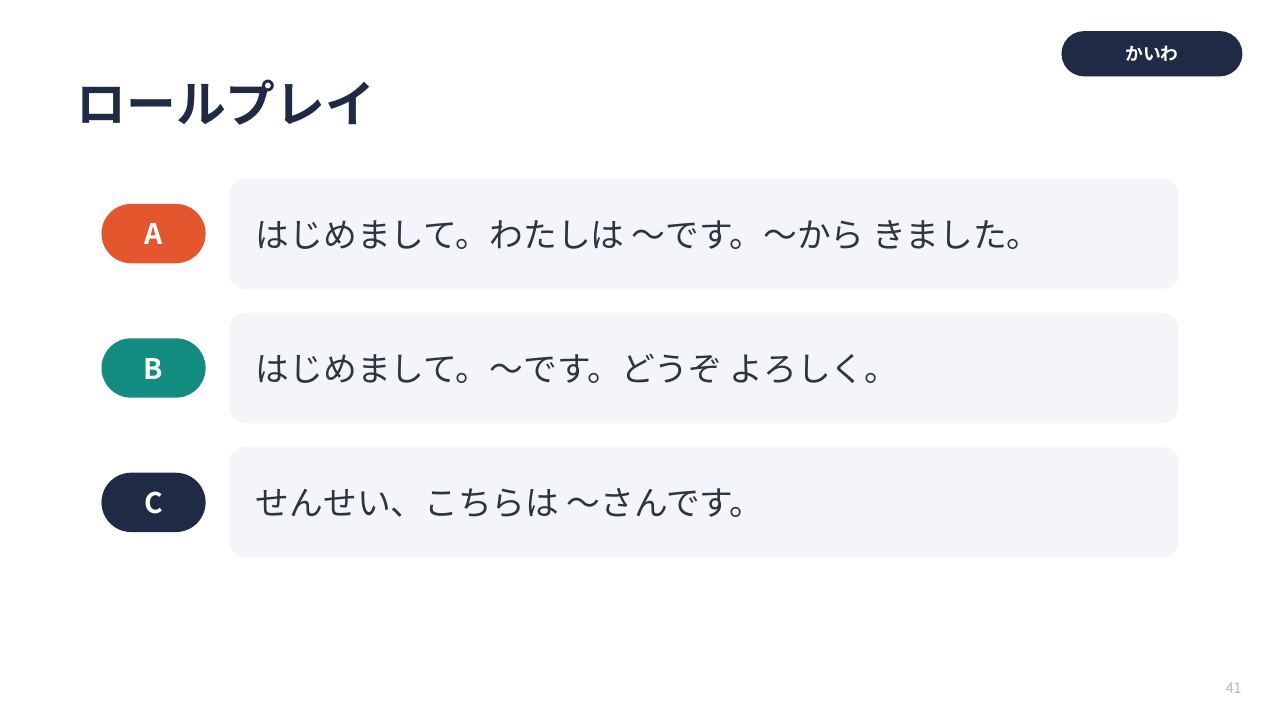 かいわ
ロールプレイ
A
はじめまして。わたしは ～です。～から きました。
B
はじめまして。～です。どうぞ よろしく。
C
せんせい、こちらは ～さんです。
41